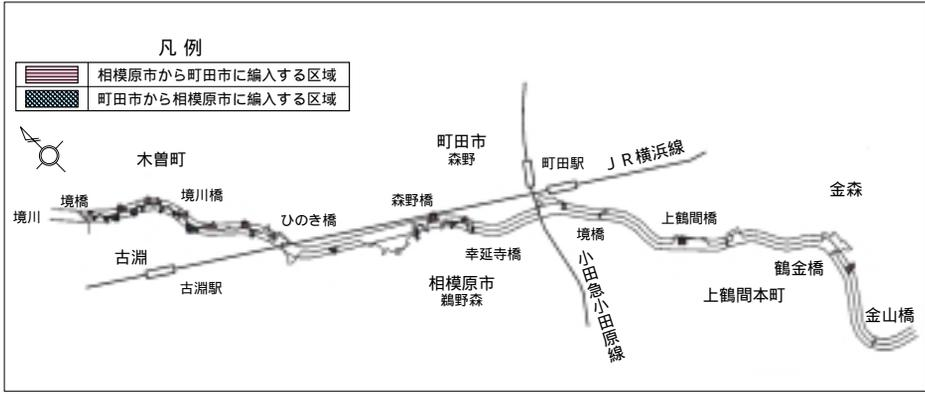 凡例
相模原市から町田市に編入する区域
町田市から相模原市に編入する区域
木曽町
町田市
森野
町田駅
JR横浜線
金森
境橋
境川橋
森野橋
境川
ひのき橋
上鶴間橋
境橋
古淵
幸延寺橋
鶴金橋
古淵駅
相模原市
鵜野森
小田急小田原線
上鶴間本町
金山橋